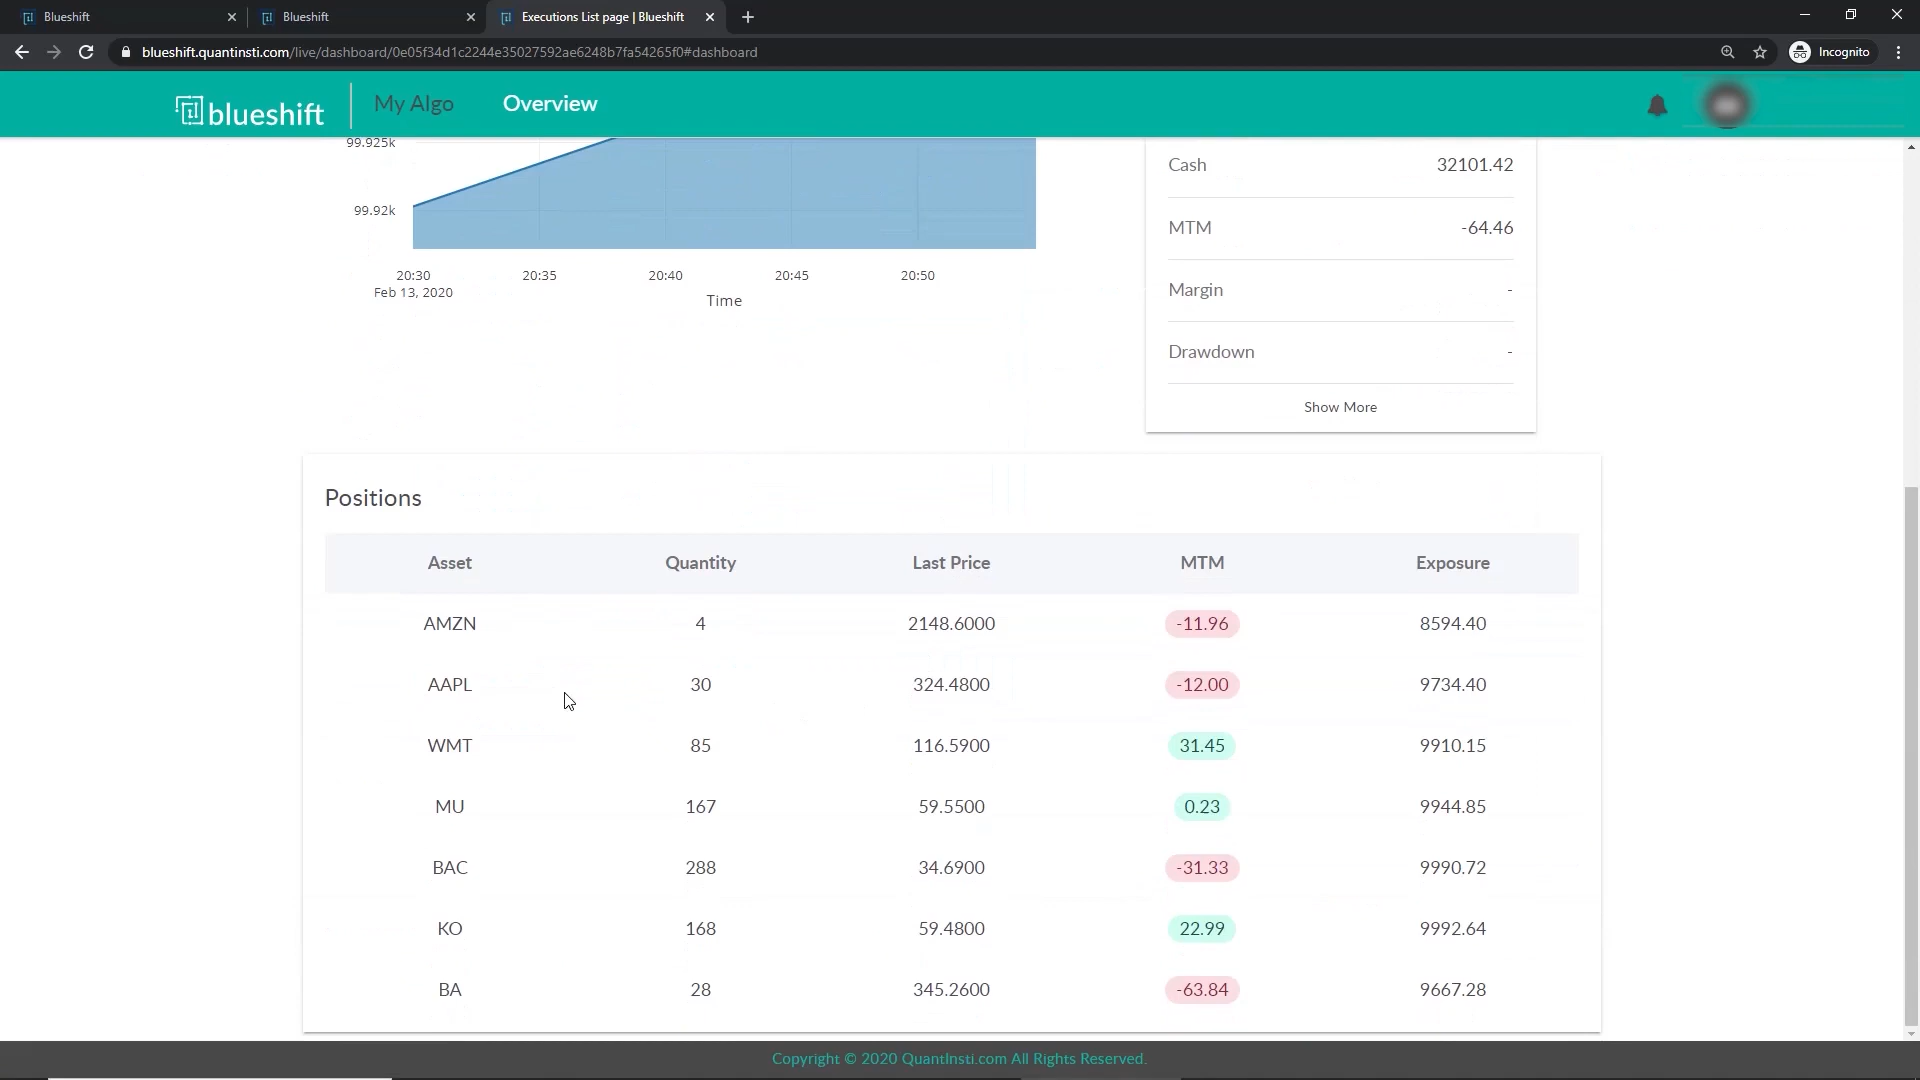 Blueshift
Blueshift
Executions List page | Blueshift
blueshift.quantinsti.com/live/dashboard/0e05f34d1c2244e35027592ae6248b7fa54265f0#dashboard
Incognito
blueshift
My Algo
Overview
99.925k
99.92k
20:30
20:35
20:40
20:45
20:50
Feb 13, 2020
Time
Cash 32101.42
MTM -64.46
Margin -
Drawdown -
Show More
Positions
Asset Quantity Last Price MTM Exposure
AMZN 4 2148.6000 -11.96 8594.40
AAPL 30 324.4800 -12.00 9734.40
WMT 85 116.5900 31.45 9910.15
MU 167 59.5500 0.23 9944.85
BAC 288 34.6900 -31.33 9990.72
KO 168 59.4800 22.99 9992.64
BA 28 345.2600 -63.84 9667.28
Copyright © 2020 QuantInsti.com All Rights Reserved.